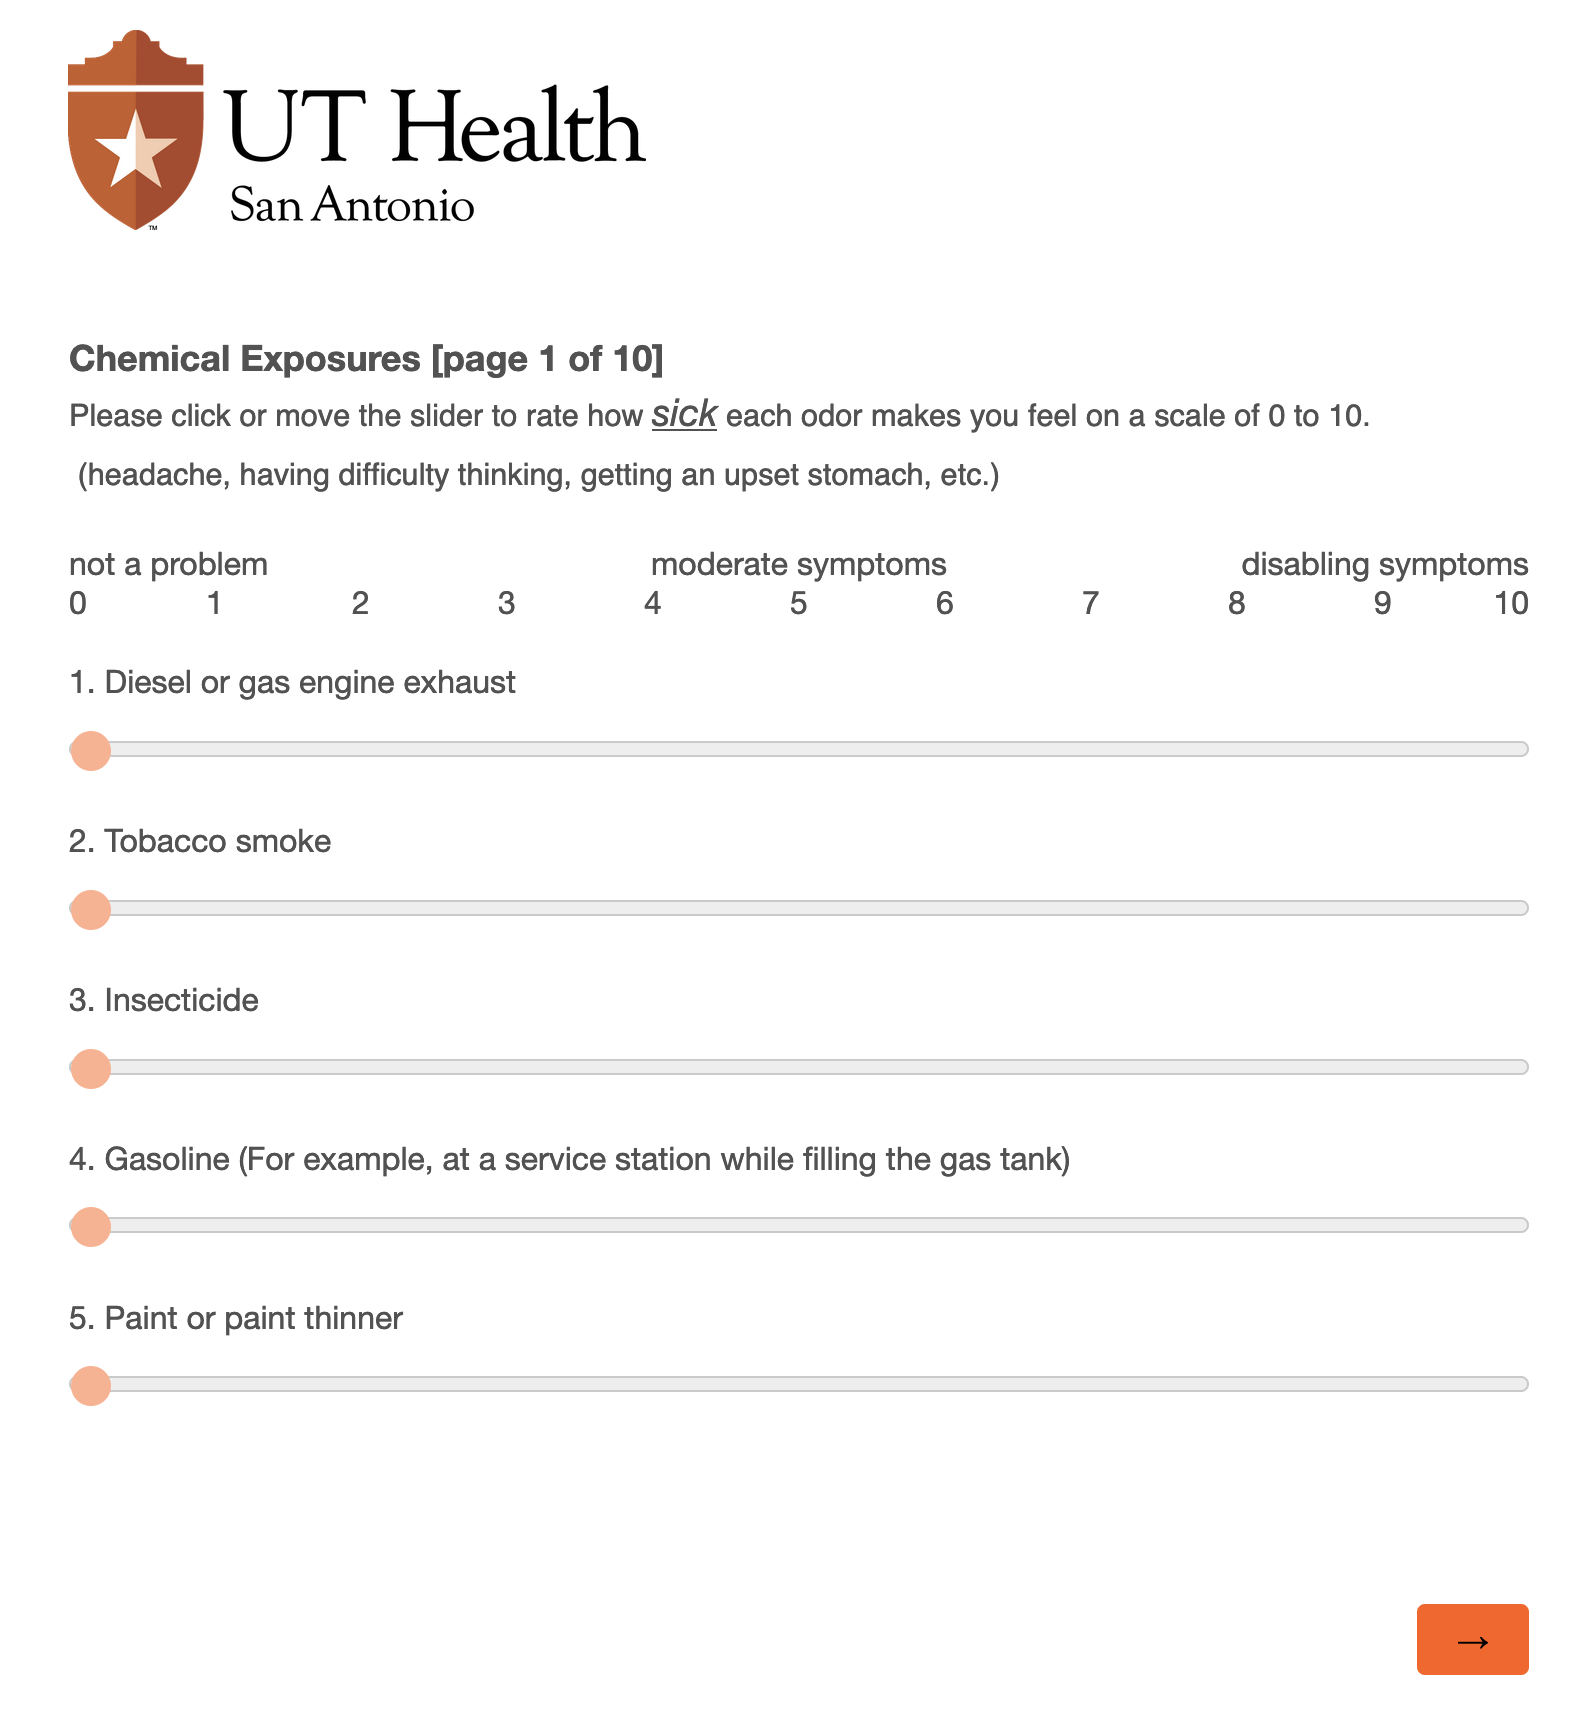 UT Health
San Antonio
TM
Chemical Exposures [page 1 of 10]
Please click or move the slider to rate how sick each odor makes you feel on a scale of 0 to 10.
(headache, having difficulty thinking, getting an upset stomach, etc.)
not a problem moderate symptoms disabling symptoms
0 1 2 3 4 5 6 7 8 9 10
1. Diesel or gas engine exhaust
2. Tobacco smoke
3. Insecticide
4. Gasoline (For example, at a service station while filling the gas tank)
5. Paint or paint thinner
→